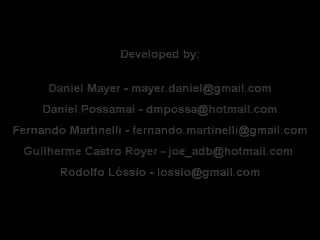 Developed by:
Daniel Mayer - mayer.daniel@gmail.com
Daniel Possamai - dmpossa@hotmail.com
Fernando Martinelli - fernando.martinelli@gmail.com
Guilherme Castro Royer - joe_adb@hotmail.com
Rodolfo Lóssio - lossio@gmail.com